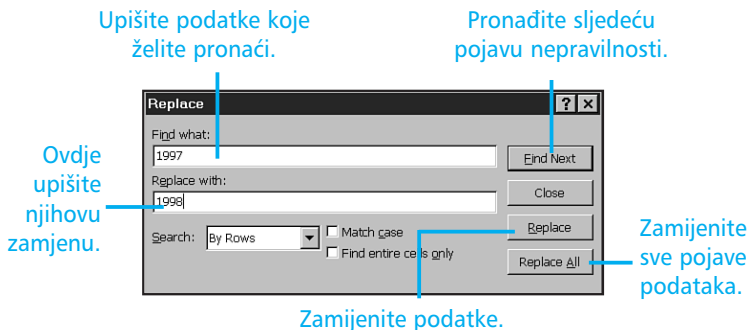 Upišite podatke koje
želite pronaći.
Pronađite sljedeću
pojavu nepravilnosti.
Replace
Find what:
1997
Find Next
Ovdje
upišite
njihovu
zamjenu.
Replace with:
1998
Close
Search: By Rows
Match case
Find entire cells only
Replace
Replace All
Zamijenite
sve pojave
podataka.
Zamijenite podatke.